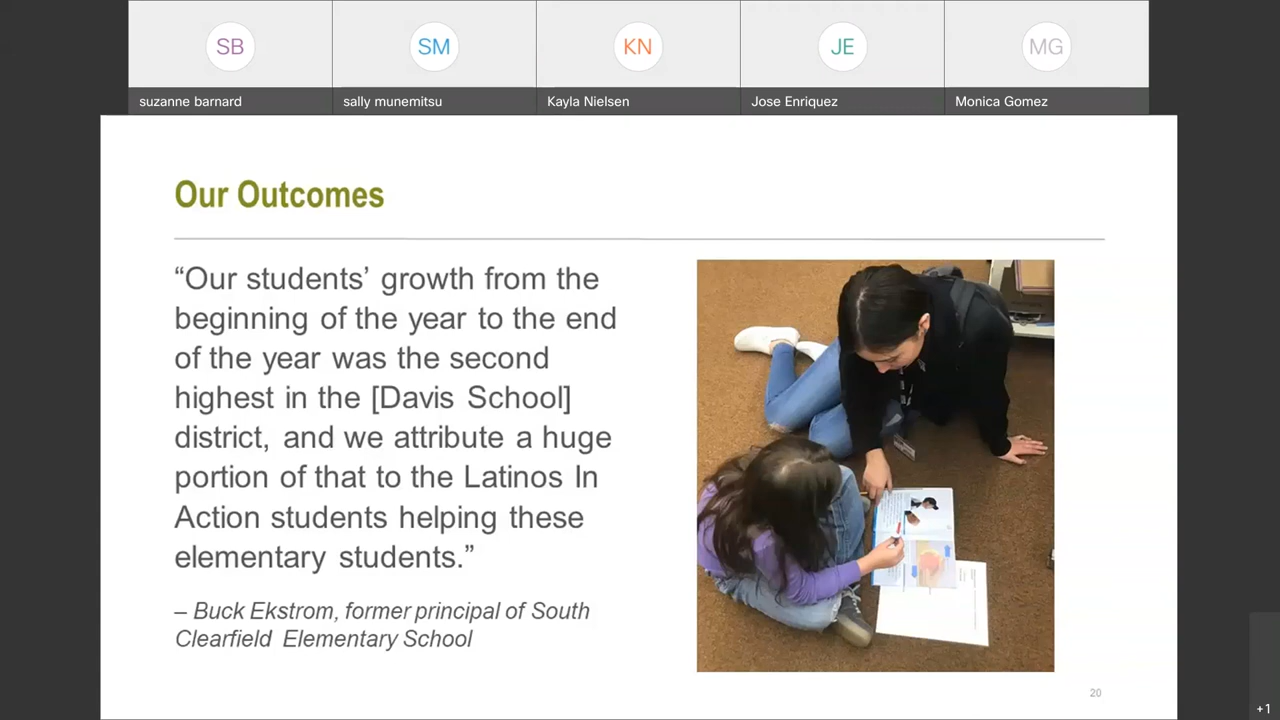 SB
SM
KN
JE
MG
suzanne barnard
sally munemitsu
Kayla Nielsen
Jose Enriquez
Monica Gomez
Our Outcomes
“Our students’ growth from the
beginning of the year to the end
of the year was the second
highest in the [Davis School]
district, and we attribute a huge
portion of that to the Latinos In
Action students helping these
elementary students.”
– Buck Ekstrom, former principal of South
Clearfield Elementary School
20
+1